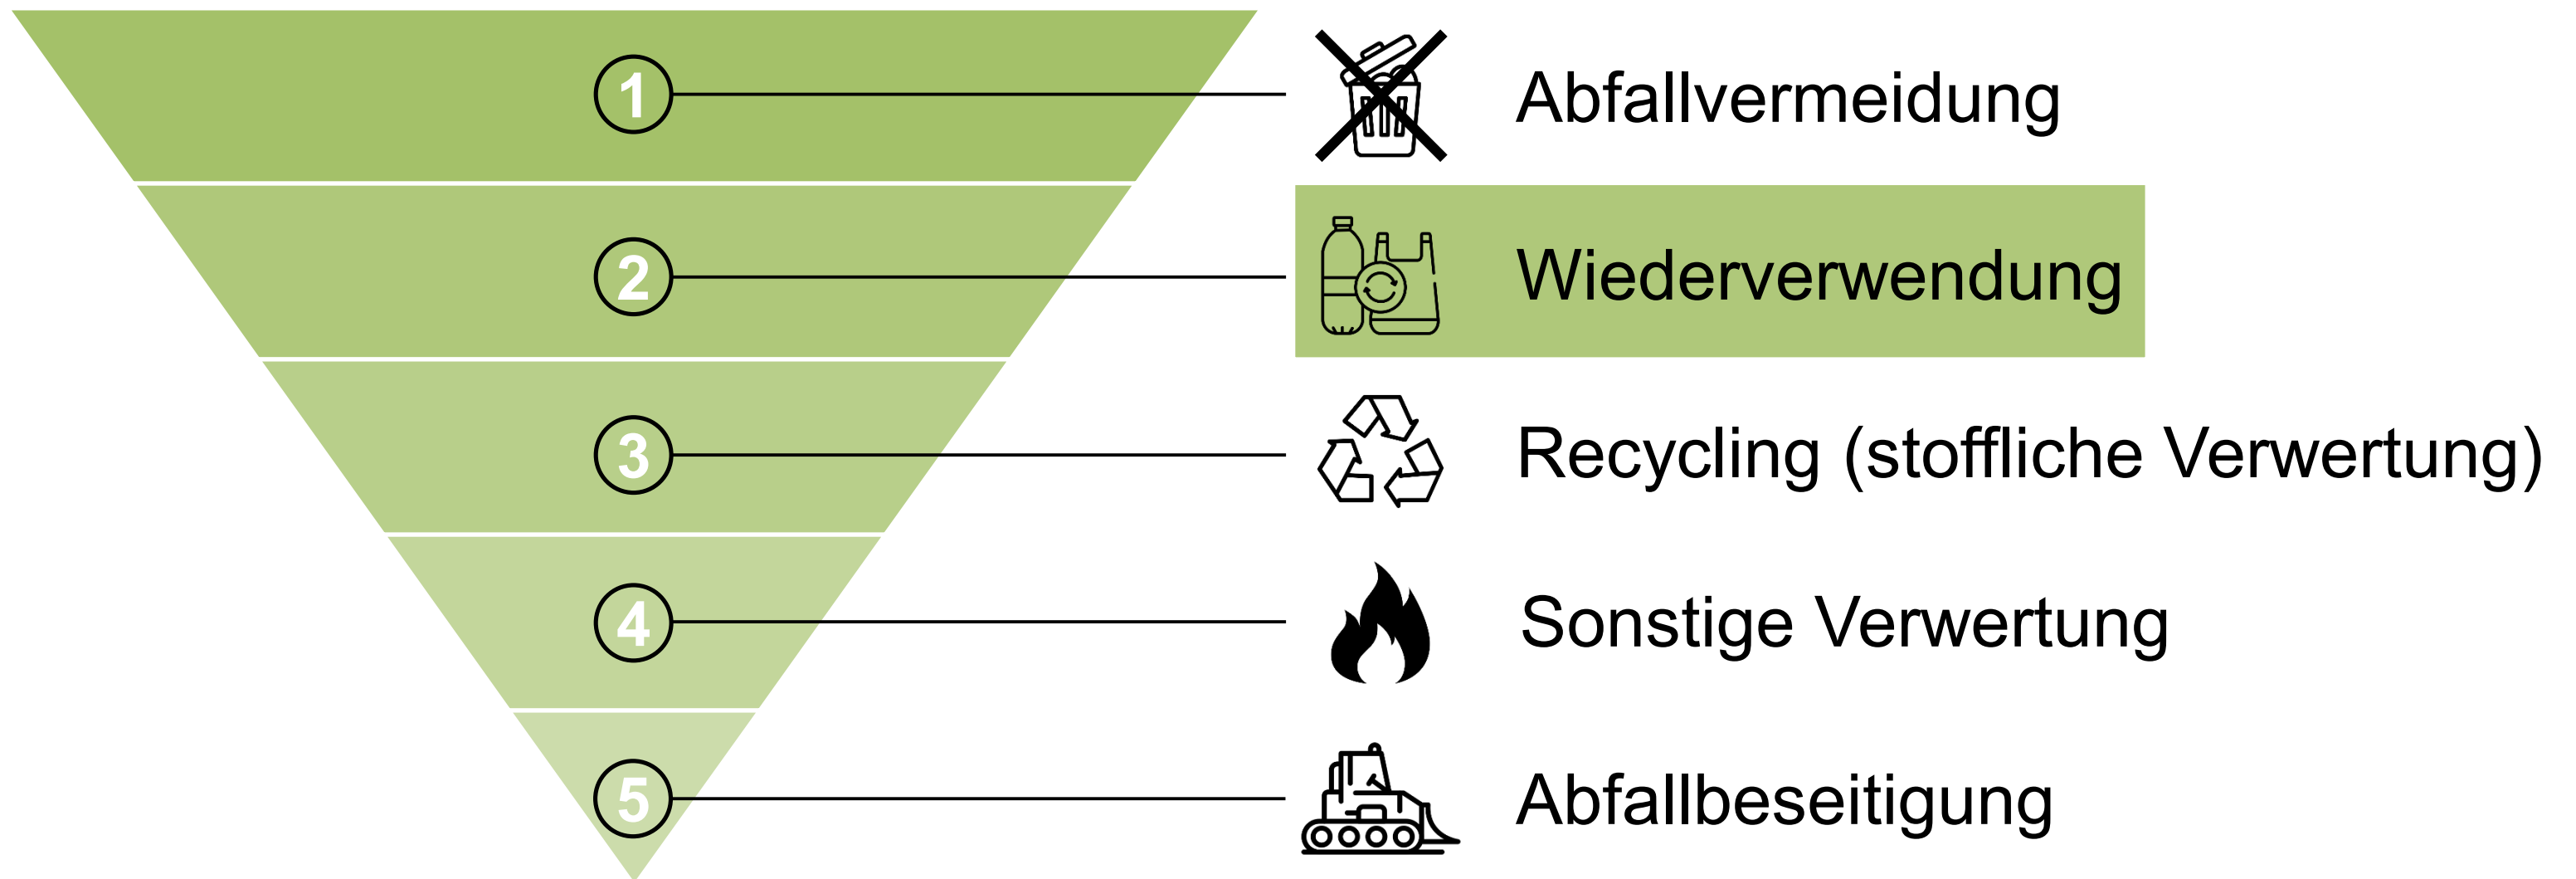 1 Abfallvermeidung
2 Wiederverwendung
3 Recycling (stoffliche Verwertung)
4 Sonstige Verwertung
5 Abfallbeseitigung